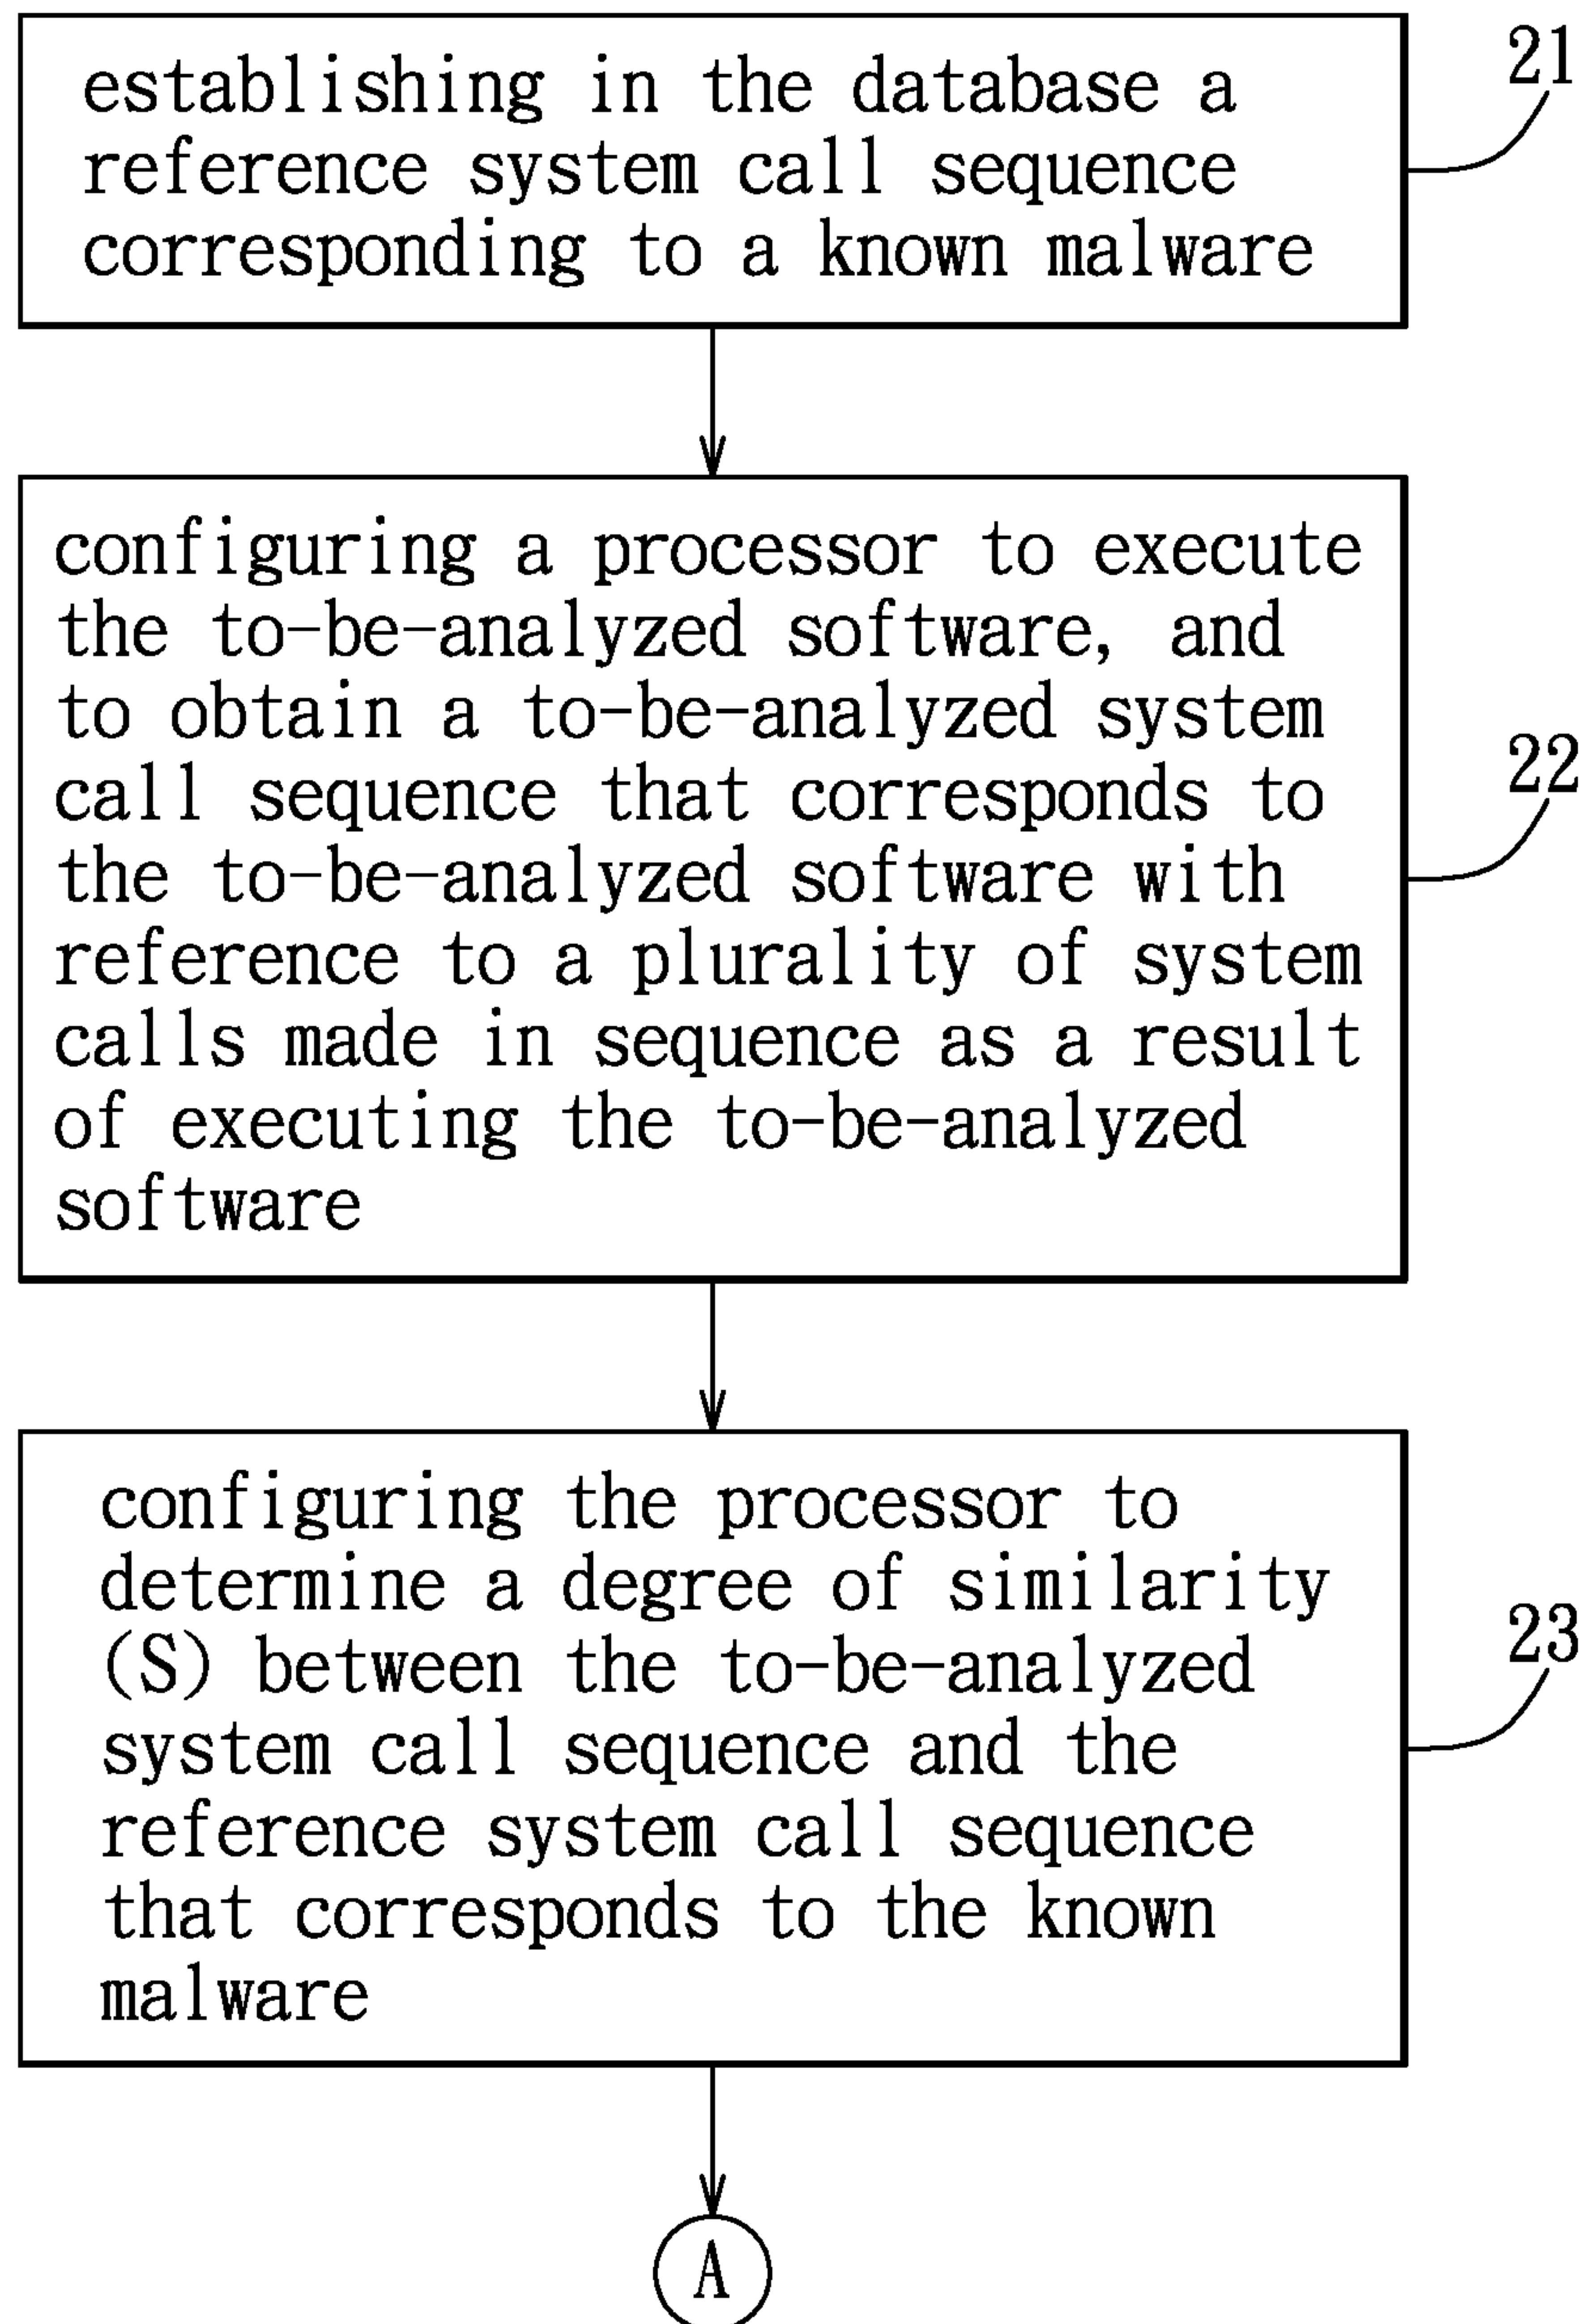 establishing in the database a
reference system call sequence
corresponding to a known malware
21
configuring a processor to execute
the to-be-analyzed software, and
to obtain a to-be-analyzed system
call sequence that corresponds to
the to-be-analyzed software with
reference to a plurality of system
calls made in sequence as a result
of executing the to-be-analyzed
software
22
configuring the processor to
determine a degree of similarity
(S) between the to-be-analyzed
system call sequence and the
reference system call sequence
that corresponds to the known
malware
23
A